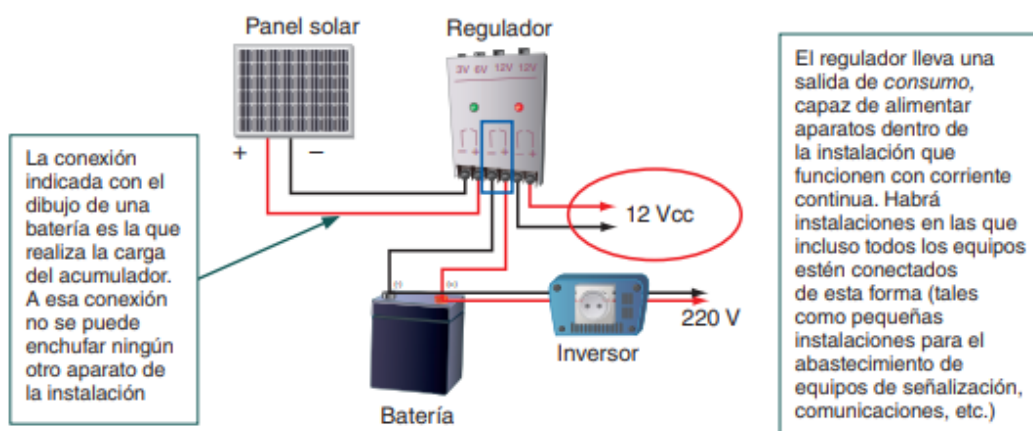 Panel solar
Regulador
3V 6V 12V 12V
+ −
− + − + − +
La conexión
indicada con el
dibujo de una
batería es la que
realiza la carga
del acumulador.
A esa conexión
no se puede
enchufar ningún
otro aparato de
la instalación
12 Vcc
(-) (+)
220 V
Inversor
Batería
El regulador lleva una
salida de consumo,
capaz de alimentar
aparatos dentro de
la instalación que
funcionen con corriente
continua. Habrá
instalaciones en las que
incluso todos los equipos
estén conectados
de esta forma (tales
como pequeñas
instalaciones para el
abastecimiento de
equipos de señalización,
comunicaciones, etc.)